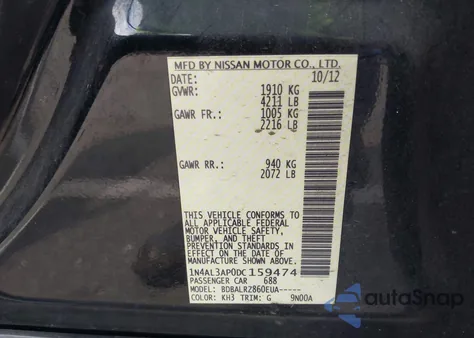 MFD BY NISSAN MOTOR CO., LTD.
DATE: 10/12
GVWR: 1910 KG
4211 LB
GAWR FR.: 1005 KG
2216 LB
GAWR RR.: 940 KG
2072 LB
THIS VEHICLE CONFORMS TO
ALL APPLICABLE FEDERAL
MOTOR VEHICLE SAFETY,
BUMPER, AND THEFT
PREVENTION STANDARDS IN
EFFECT ON THE DATE OF
MANUFACTURE SHOWN ABOVE.
1N4AL3AP0DC159474
PASSENGER CAR 688
MODEL: BDBALRZ860EUA-----
COLOR: KH3 TRIM: G 9N00A
autoSnap